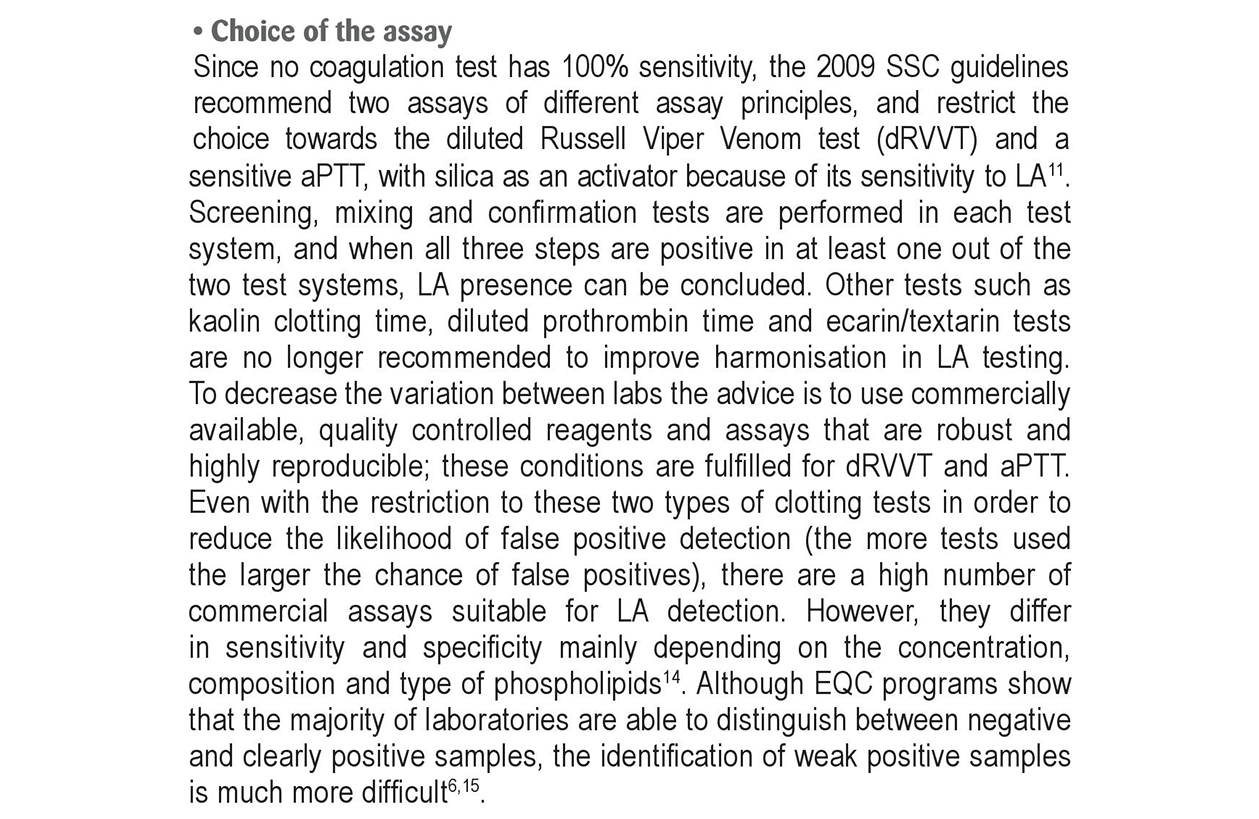 • Choice of the assay
Since no coagulation test has 100% sensitivity, the 2009 SSC guidelines
recommend two assays of different assay principles, and restrict the
choice towards the diluted Russell Viper Venom test (dRVVT) and a
sensitive aPTT, with silica as an activator because of its sensitivity to LA¹¹.
Screening, mixing and confirmation tests are performed in each test
system, and when all three steps are positive in at least one out of the
two test systems, LA presence can be concluded. Other tests such as
kaolin clotting time, diluted prothrombin time and ecarin/textarin tests
are no longer recommended to improve harmonisation in LA testing.
To decrease the variation between labs the advice is to use commercially
available, quality controlled reagents and assays that are robust and
highly reproducible; these conditions are fulfilled for dRVVT and aPTT.
Even with the restriction to these two types of clotting tests in order to
reduce the likelihood of false positive detection (the more tests used
the larger the chance of false positives), there are a high number of
commercial assays suitable for LA detection. However, they differ
in sensitivity and specificity mainly depending on the concentration,
composition and type of phospholipids¹⁴. Although EQC programs show
that the majority of laboratories are able to distinguish between negative
and clearly positive samples, the identification of weak positive samples
is much more difficult⁶,¹⁵.